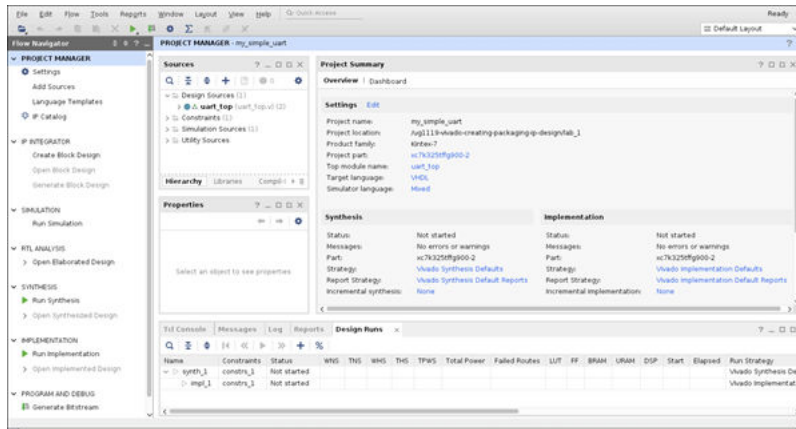 File Edit Flow Tools Reports Window Layout View Help Quick Access Ready
Default Layout
Flow Navigator
PROJECT MANAGER - my_simple_uart
PROJECT MANAGER
Settings
Add Sources
Language Templates
IP Catalog
IP INTEGRATOR
Create Block Design
Open Block Design
Generate Block Design
SIMULATION
Run Simulation
RTL ANALYSIS
Open Elaborated Design
SYNTHESIS
Run Synthesis
Open Synthesized Design
IMPLEMENTATION
Run Implementation
Open Implemented Design
PROGRAM AND DEBUG
Generate Bitstream
Sources
Design Sources (1)
uart_top (uart_top.v) (2)
Constraints (1)
Simulation Sources (1)
Utility Sources
Hierarchy Libraries Compil
Properties
Select an object to see properties
Project Summary
Overview | Dashboard
Settings Edit
Project name: my_simple_uart
Project location: /ug1119-vivado-creating-packaging-ip-design/lab_1
Product family: Kintex-7
Project part: xc7k325tffg900-2
Top module name: uart_top
Target language: VHDL
Simulator language: Mixed
Synthesis
Status: Not started
Messages: No errors or warnings
Part: xc7k325tffg900-2
Strategy: Vivado Synthesis Defaults
Report Strategy: Vivado Synthesis Default Reports
Incremental synthesis: None
Implementation
Status: Not started
Messages: No errors or warnings
Part: xc7k325tffg900-2
Strategy: Vivado Implementation Defaults
Report Strategy: Vivado Implementation Default Reports
Incremental implementation: None
Tcl Console Messages Log Reports Design Runs
Name Constraints Status WNS TNS WHS THS TPWS Total Power Failed Routes LUT FF BRAM URAM DSP Start Elapsed Run Strategy
synth_1 constrs_1 Not started Vivado Synthesis De
impl_1 constrs_1 Not started Vivado Implementat